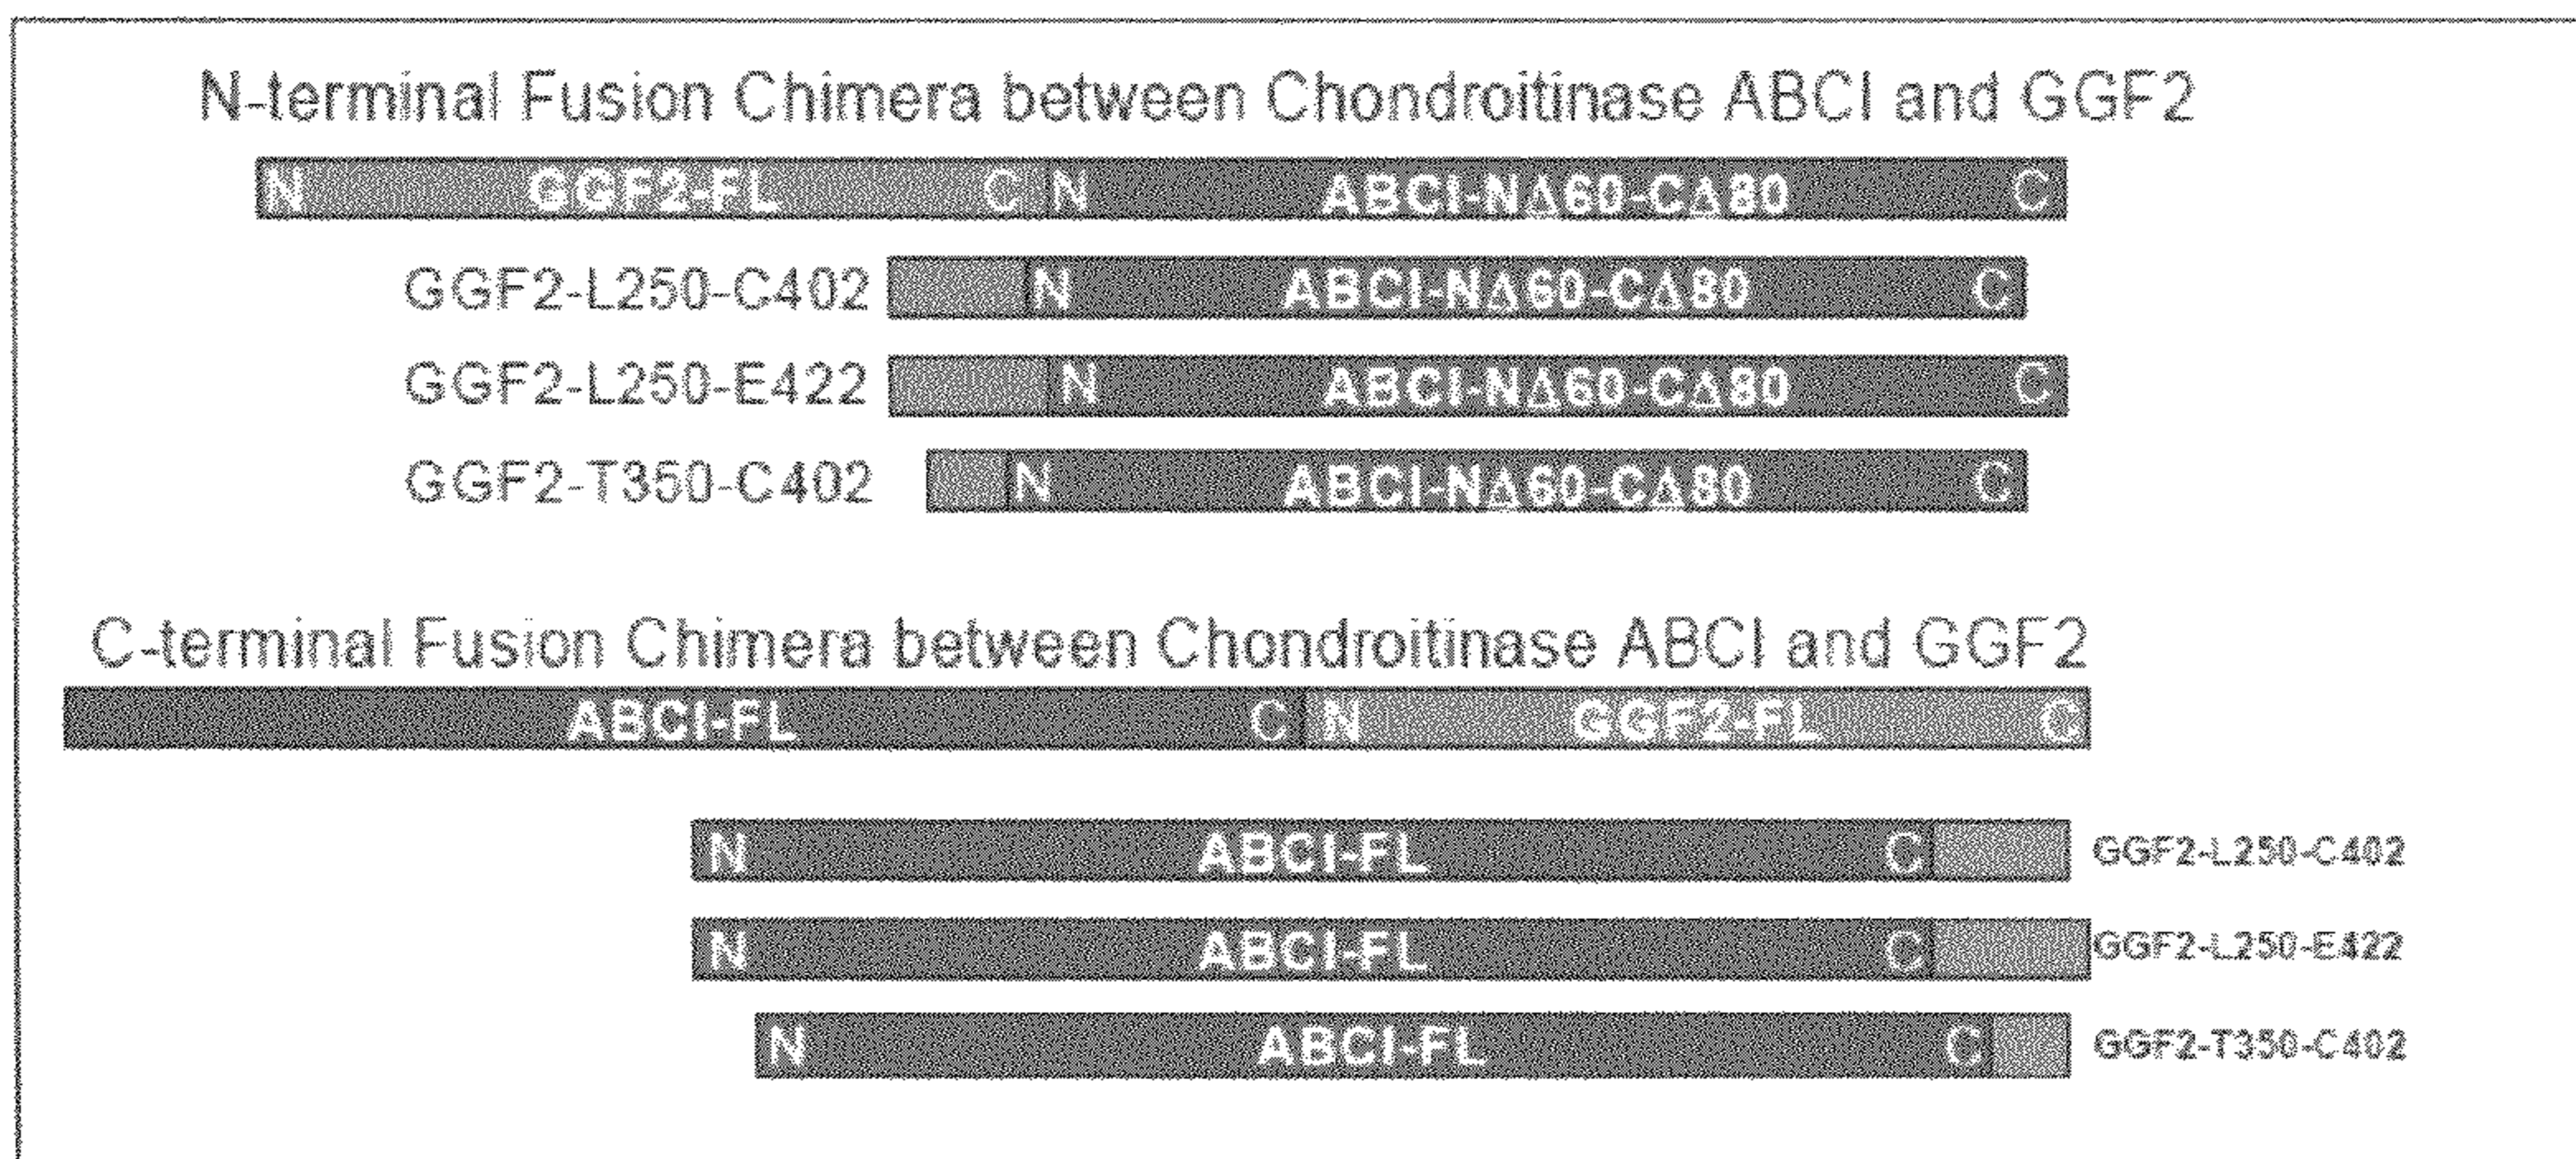 N-terminal Fusion Chimera between Chondroitinase ABCI and GGF2
N GGF2-FL C N ABCI-NΔ60-CΔ80 C
GGF2-L250-C402 N ABCI-NΔ60-CΔ80 C
GGF2-L250-E422 N ABCI-NΔ60-CΔ80 C
GGF2-T350-C402 N ABCI-NΔ60-CΔ80 C
C-terminal Fusion Chimera between Chondroitinase ABCI and GGF2
ABCI-FL C N GGF2-FL C
N ABCI-FL C GGF2-L250-C402
N ABCI-FL C GGF2-L250-E422
N ABCI-FL C GGF2-T350-C402